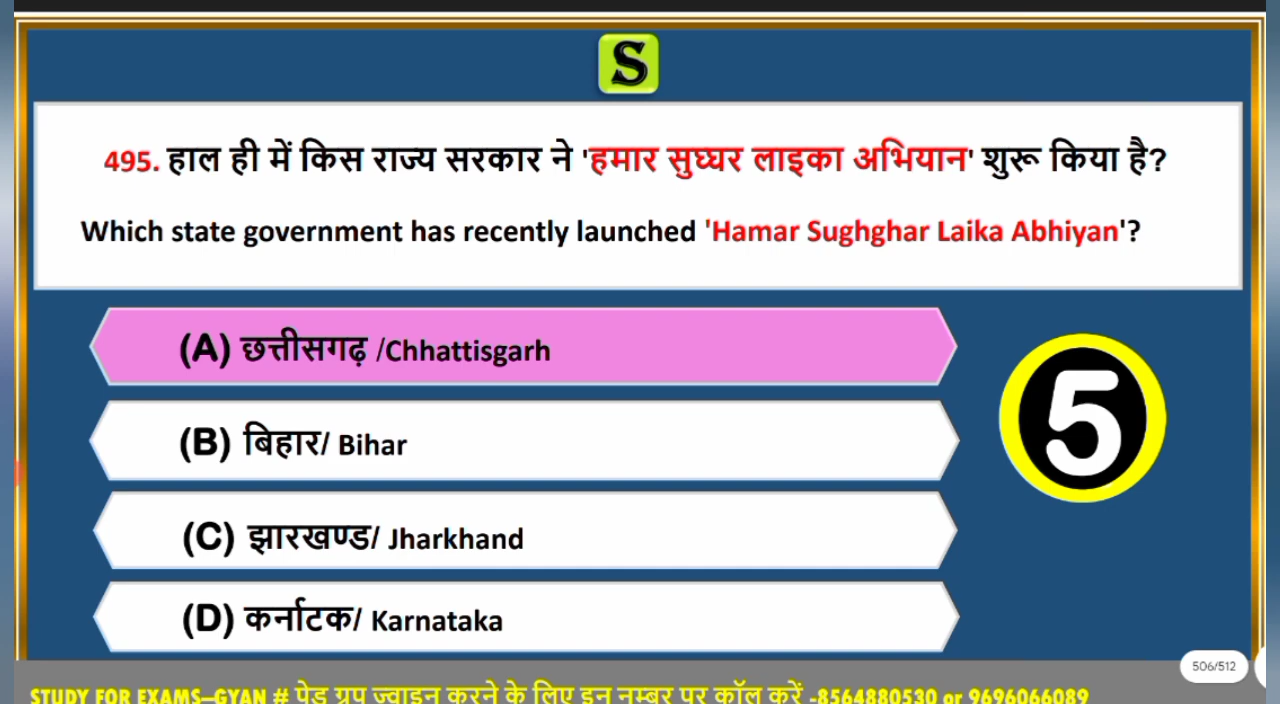 S
495. हाल ही में किस राज्य सरकार ने 'हमार सुघ्घर लाइका अभियान' शुरू किया है?
Which state government has recently launched 'Hamar Sughghar Laika Abhiyan'?
(A) छत्तीसगढ़ /Chhattisgarh
(B) बिहार/ Bihar
5
(C) झारखण्ड/ Jharkhand
(D) कर्नाटक/ Karnataka
506/512
STUDY FOR EXAMS–GYAN # पेड ग्रुप ज्वाइन करने के लिए इन नम्बर पर कॉल करें -8564880530 or 9696066089